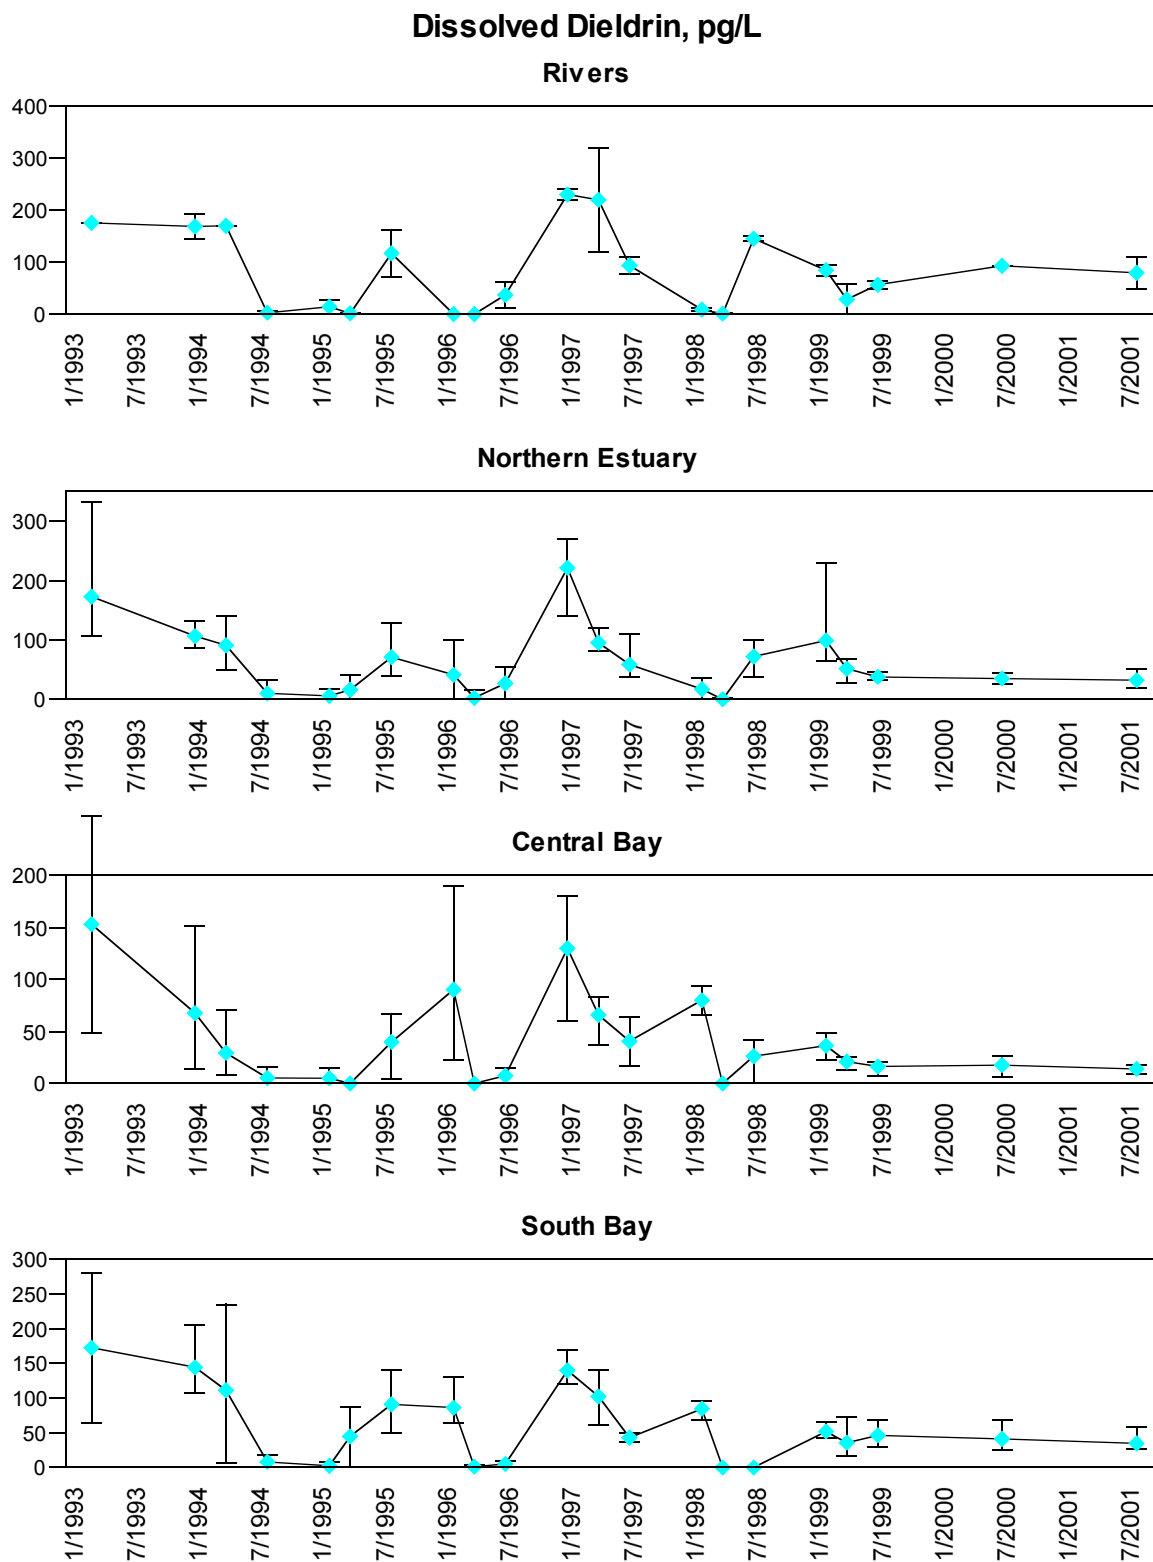 Dissolved Dieldrin, pg/L
Rivers
400
300
200
100
0
1/1993 7/1993 1/1994 7/1994 1/1995 7/1995 1/1996 7/1996 1/1997 7/1997 1/1998 7/1998 1/1999 7/1999 1/2000 7/2000 1/2001 7/2001
Northern Estuary
300
200
100
0
1/1993 7/1993 1/1994 7/1994 1/1995 7/1995 1/1996 7/1996 1/1997 7/1997 1/1998 7/1998 1/1999 7/1999 1/2000 7/2000 1/2001 7/2001
Central Bay
200
150
100
50
0
1/1993 7/1993 1/1994 7/1994 1/1995 7/1995 1/1996 7/1996 1/1997 7/1997 1/1998 7/1998 1/1999 7/1999 1/2000 7/2000 1/2001 7/2001
South Bay
300
250
200
150
100
50
0
1/1993 7/1993 1/1994 7/1994 1/1995 7/1995 1/1996 7/1996 1/1997 7/1997 1/1998 7/1998 1/1999 7/1999 1/2000 7/2000 1/2001 7/2001